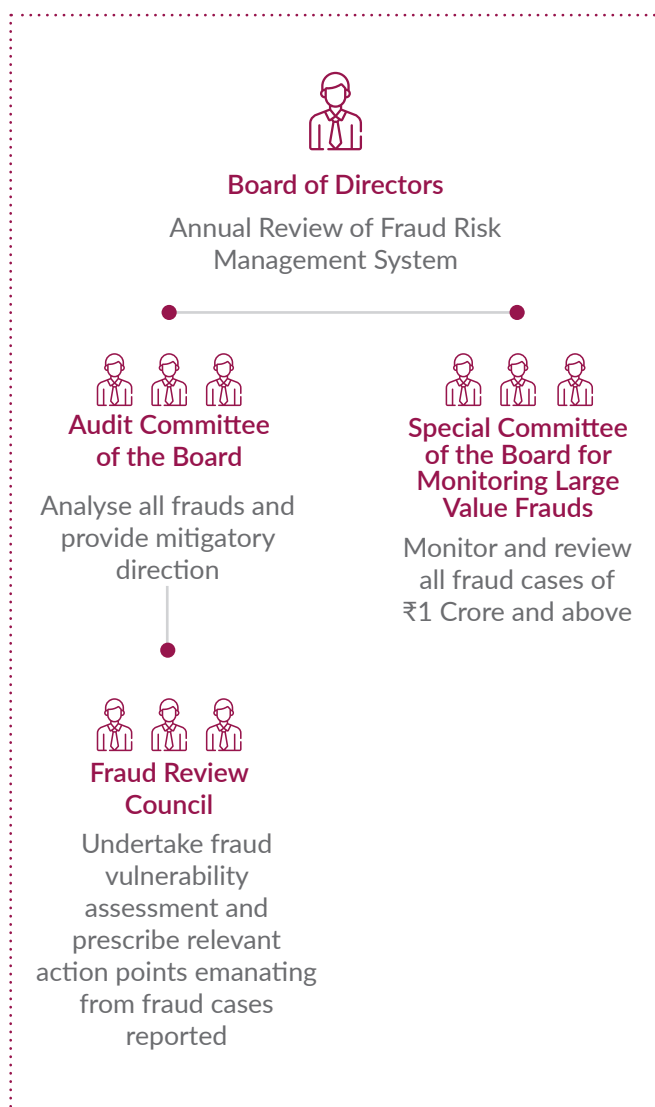 Board of Directors
Annual Review of Fraud Risk
Management System
Audit Committee
of the Board
Analyse all frauds and
provide mitigatory
direction
Special Committee
of the Board for
Monitoring Large
Value Frauds
Monitor and review
all fraud cases of
₹1 Crore and above
Fraud Review
Council
Undertake fraud
vulnerability
assessment and
prescribe relevant
action points emanating
from fraud cases
reported